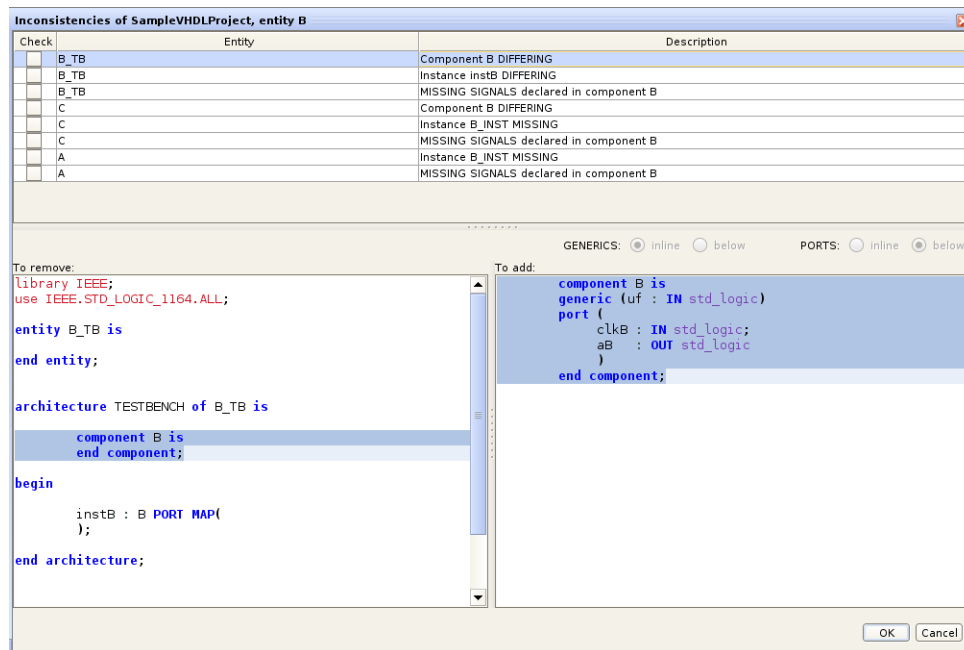 Inconsistencies of SampleVHDLProject, entity B
Check Entity Description
B_TB Component B DIFFERING
B_TB Instance instB DIFFERING
B_TB MISSING SIGNALS declared in component B
C Component B DIFFERING
C Instance B_INST MISSING
C MISSING SIGNALS declared in component B
A Instance B_INST MISSING
A MISSING SIGNALS declared in component B
GENERICS: inline below PORTS: inline below
To remove:
library IEEE;
use IEEE.STD_LOGIC_1164.ALL;
entity B_TB is
end entity;
architecture TESTBENCH of B_TB is
component B is
end component;
begin
instB : B PORT MAP(
);
end architecture;
To add:
component B is
generic (uf : IN std_logic)
port (
clkB : IN std_logic;
aB : OUT std_logic
)
end component;
OK Cancel